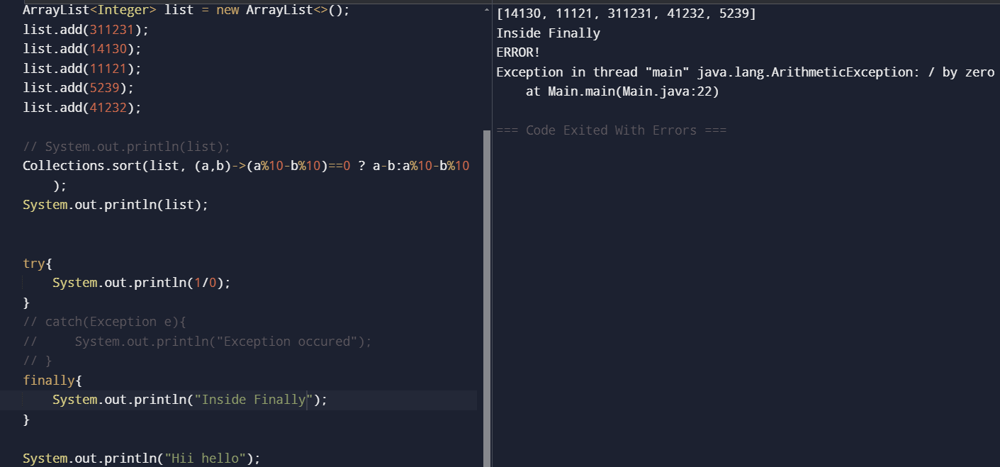 ArrayList<Integer> list = new ArrayList<>();
list.add(311231);
list.add(14130);
list.add(11121);
list.add(5239);
list.add(41232);
// System.out.println(list);
Collections.sort(list, (a,b)->(a%10-b%10)==0 ? a-b:a%10-b%10
);
System.out.println(list);
try{
System.out.println(1/0);
}
// catch(Exception e){
//     System.out.println("Exception occured");
// }
finally{
System.out.println("Inside Finally");
}
System.out.println("Hii hello");
[14130, 11121, 311231, 41232, 5239]
Inside Finally
ERROR!
Exception in thread "main" java.lang.ArithmeticException: / by zero
at Main.main(Main.java:22)
=== Code Exited With Errors ===